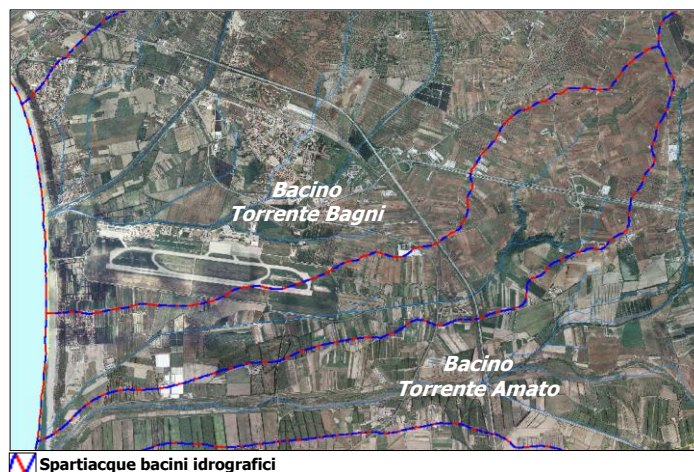 Bacino
Torrente Bagni
Bacino
Torrente Amato
Spartiacque bacini idrografici